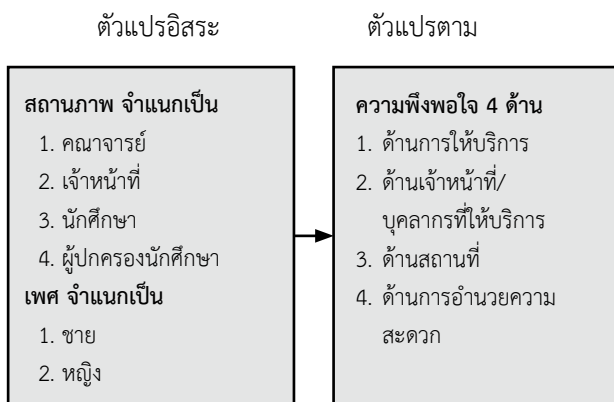 ตัวแปรอิสระ
ตัวแปรตาม
สถานภาพ จำแนกเป็น
1. คณาจารย์
2. เจ้าหน้าที่
3. นักศึกษา
4. ผู้ปกครองนักศึกษา
เพศ จำแนกเป็น
1. ชาย
2. หญิง
ความพึงพอใจ 4 ด้าน
1. ด้านการให้บริการ
2. ด้านเจ้าหน้าที่/
บุคลากรที่ให้บริการ
3. ด้านสถานที่
4. ด้านการอำนวยความ
สะดวก